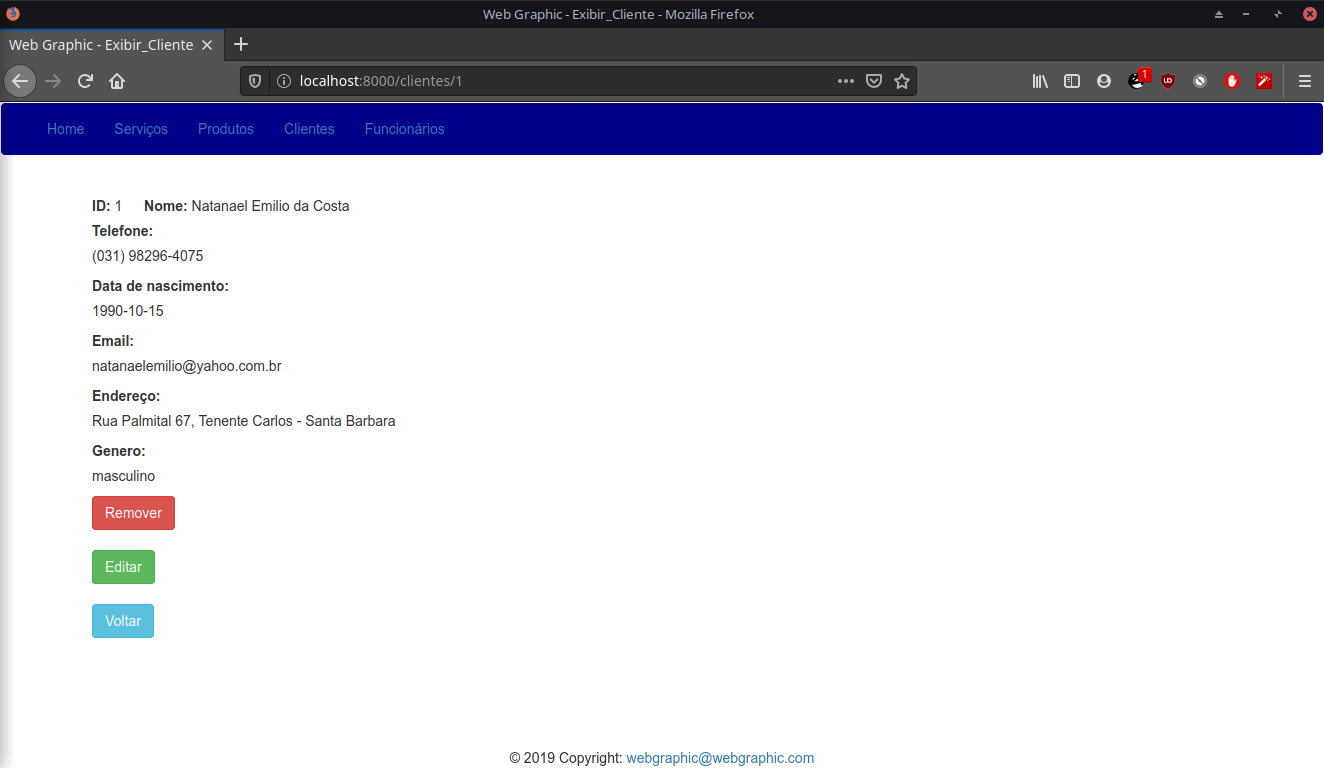 Web Graphic - Exibir_Cliente - Mozilla Firefox
Web Graphic - Exibir_Cliente
localhost:8000/clientes/1
1
UD
Home Serviços Produtos Clientes Funcionários
ID: 1 Nome: Natanael Emilio da Costa
Telefone:
(031) 98296-4075
Data de nascimento:
1990-10-15
Email:
natanaelemilio@yahoo.com.br
Endereço:
Rua Palmital 67, Tenente Carlos - Santa Barbara
Genero:
masculino
Remover
Editar
Voltar
© 2019 Copyright: webgraphic@webgraphic.com